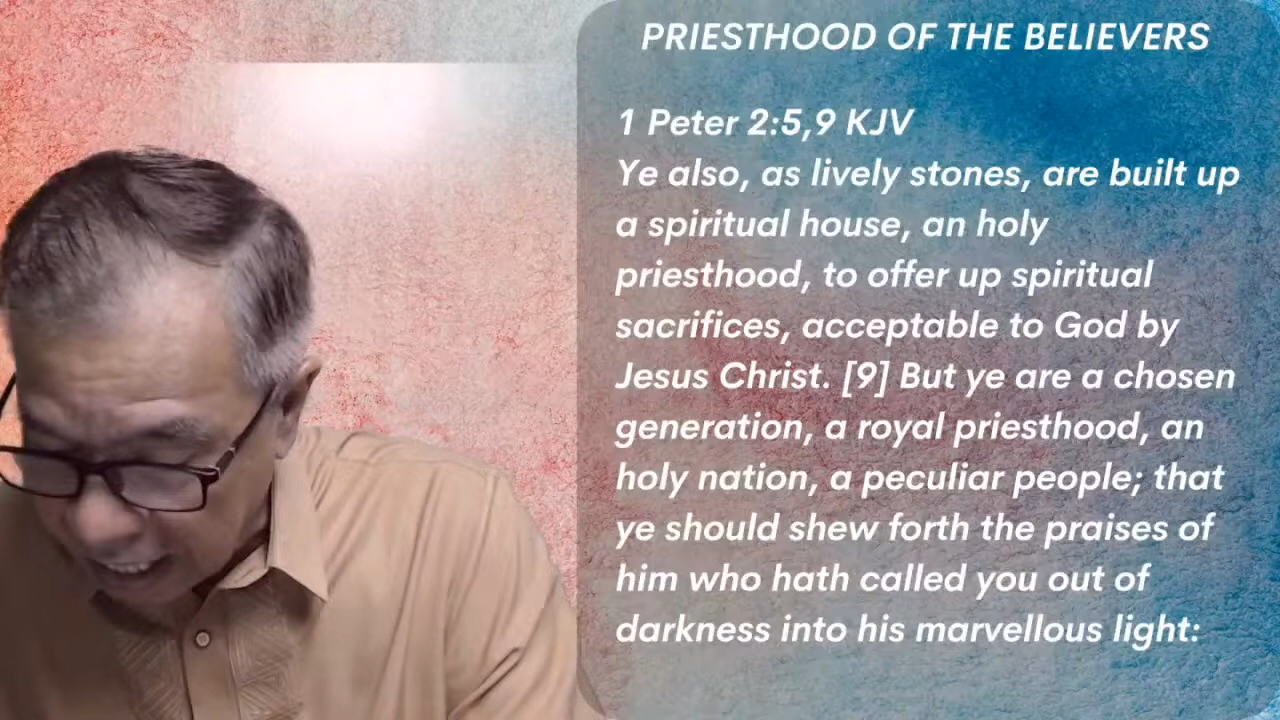 PRIESTHOOD OF THE BELIEVERS
1 Peter 2:5,9 KJV
Ye also, as lively stones, are built up
a spiritual house, an holy
priesthood, to offer up spiritual
sacrifices, acceptable to God by
Jesus Christ. [9] But ye are a chosen
generation, a royal priesthood, an
holy nation, a peculiar people; that
ye should shew forth the praises of
him who hath called you out of
darkness into his marvellous light: